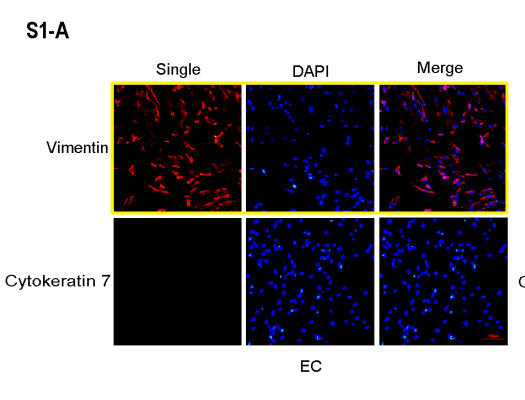 S1-A
Single DAPI Merge
Vimentin
Cytokeratin 7
EC